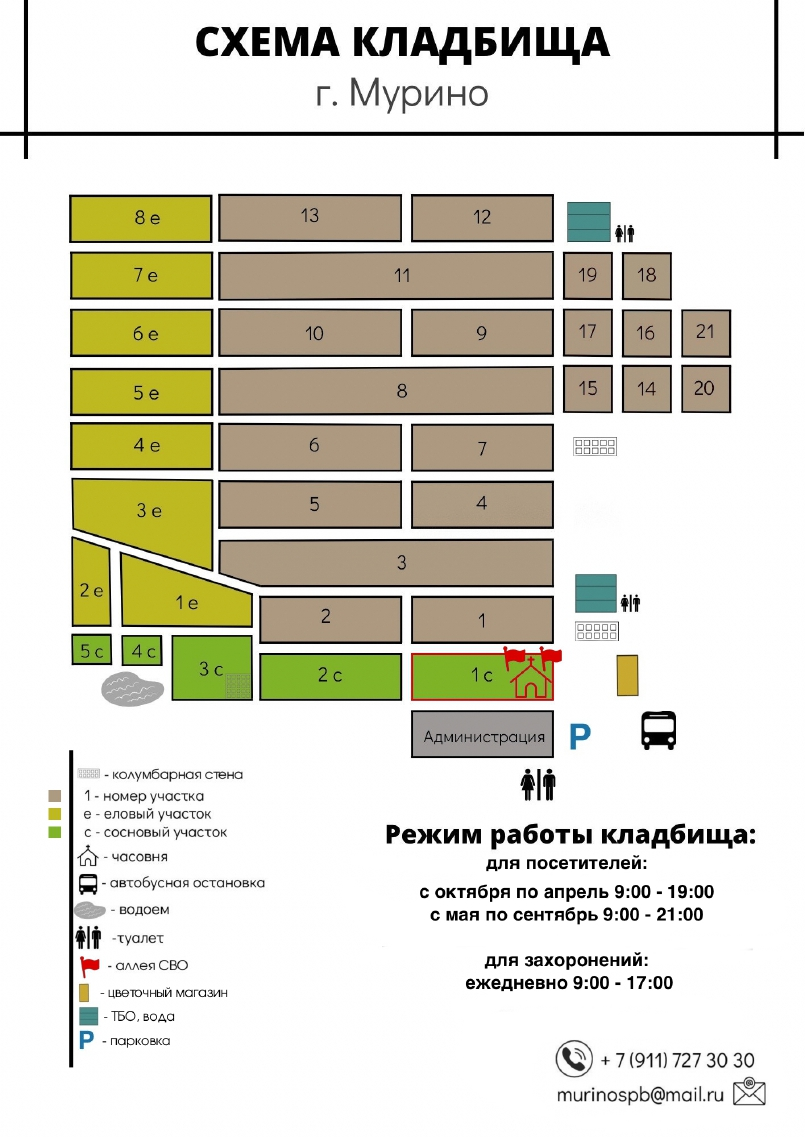 СХЕМА КЛАДБИЩА
г. Мурино
8 е
13
12
7 е
11
19
18
6 е
10
9
17
16
21
5 е
8
15
14
20
4 е
6
7
3 е
5
4
3
2 е
1 е
2
1
5 с
4 с
3 с
2 с
1 с
Администрация
P
- колумбарная стена
1 - номер участка
е - еловый участок
с - сосновый участок
- часовня
- автобусная остановка
- водоем
-туалет
- аллея СВО
- цветочный магазин
- ТБО, вода
P - парковка
Режим работы кладбища:
для посетителей:
с октября по апрель 9:00 - 19:00
с мая по сентябрь 9:00 - 21:00
для захоронений:
ежедневно 9:00 - 17:00
+ 7 (911) 727 30 30
murinospb@mail.ru